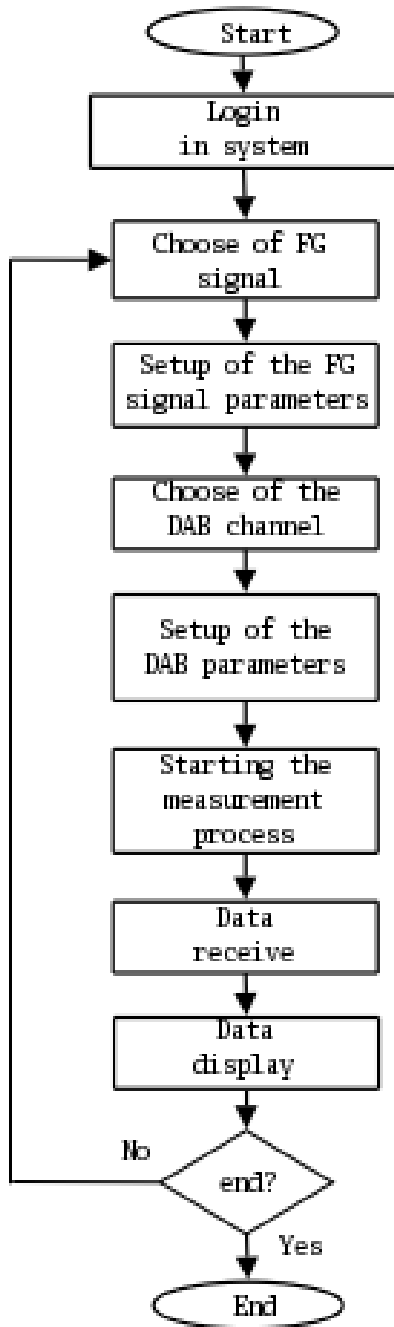 Start
Login
in system
Choose of FG
signal
Setup of the FG
signal parameters
Choose of the
DAB channel
Setup of the
DAB parameters
Starting the
measurement
process
Data
receive
Data
display
No
end?
Yes
End